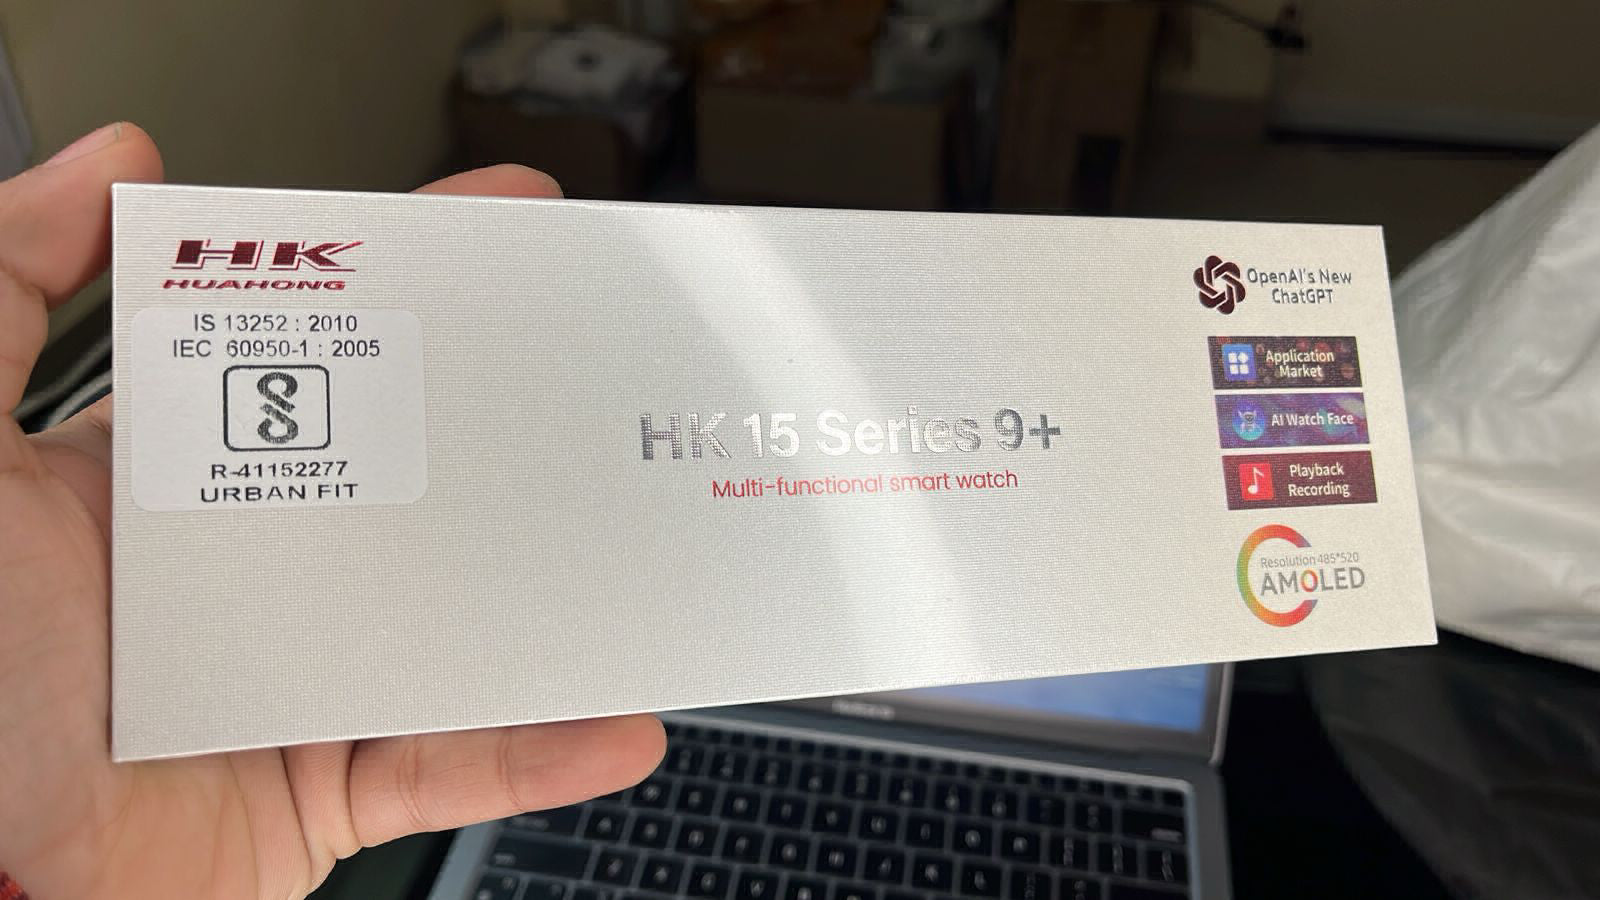 HK
HUAHONG
IS 13252 : 2010
IEC 60950-1 : 2005
R-41152277
URBAN FIT
HK 15 Series 9+
Multi-functional smart watch
OpenAI's New
ChatGPT
Application
Market
AI Watch Face
Playback
Recording
Resolution 485*520
AMOLED